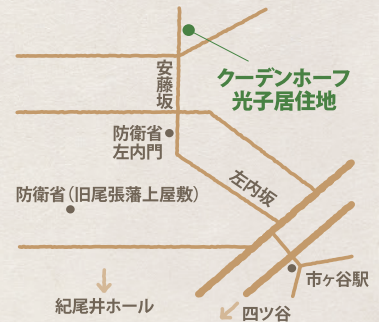 安藤坂
クーデンホーフ
光子居住地
防衛省
左内門
左内坂
防衛省（旧尾張藩上屋敷）
市ヶ谷駅
紀尾井ホール
四ツ谷